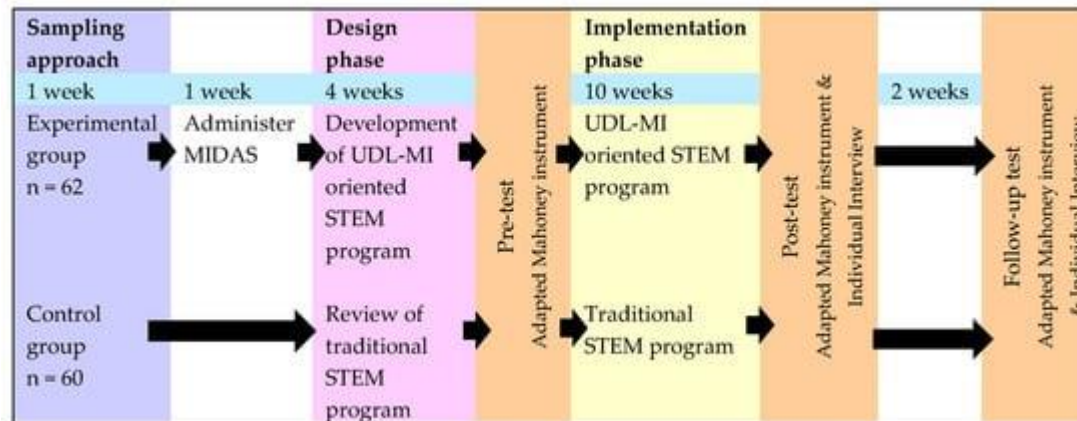 Sampling
approach
1 week
Experimental
group
n = 62
Control
group
n = 60
1 week
Administer
MIDAS
Design
phase
4 weeks
Development
of UDL-MI
oriented
STEM
program
Review of
traditional
STEM
program
Pre-test
Adapted Mahoney instrument
Implementation
phase
10 weeks
UDL-MI
oriented STEM
program
Traditional
STEM program
Post-test
Adapted Mahoney instrument &
Individual Interview
2 weeks
Follow-up test
Adapted Mahoney instrument
& Individual Interview